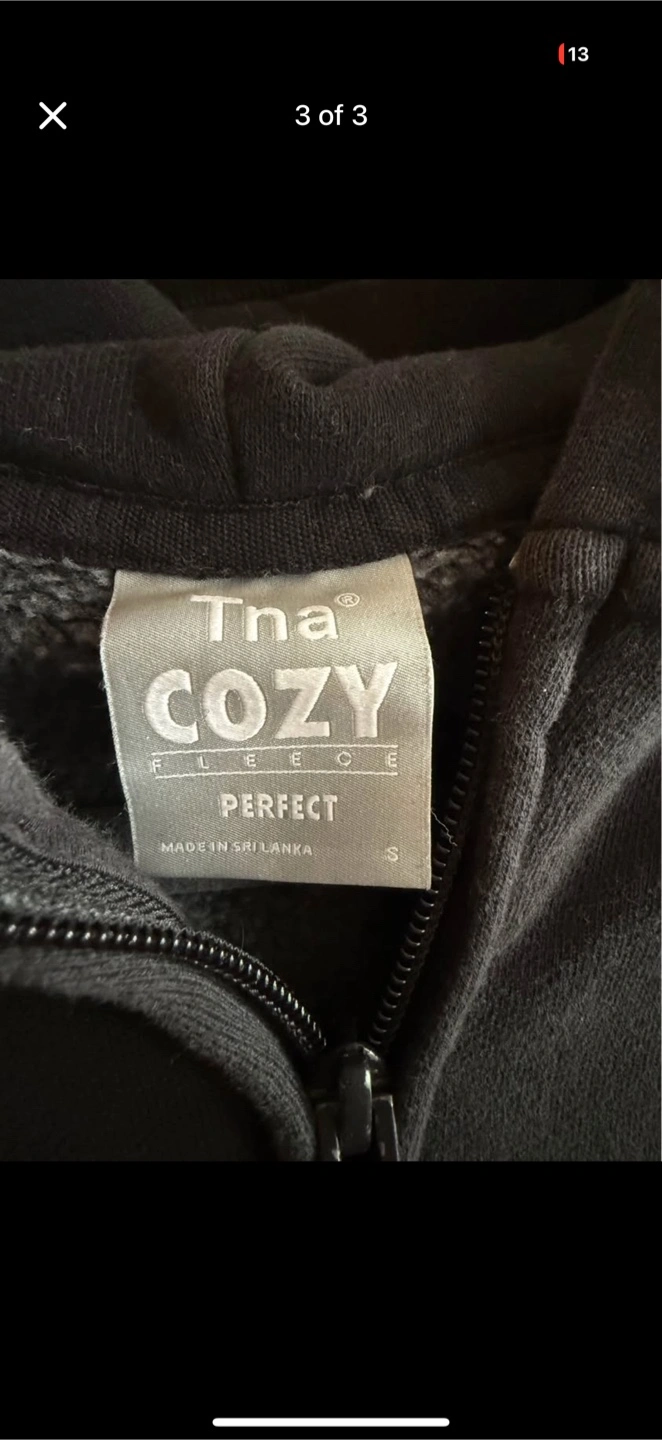 13
3 of 3
Tna®
COZY
FLEECE
PERFECT
MADE IN SRI LANKA S